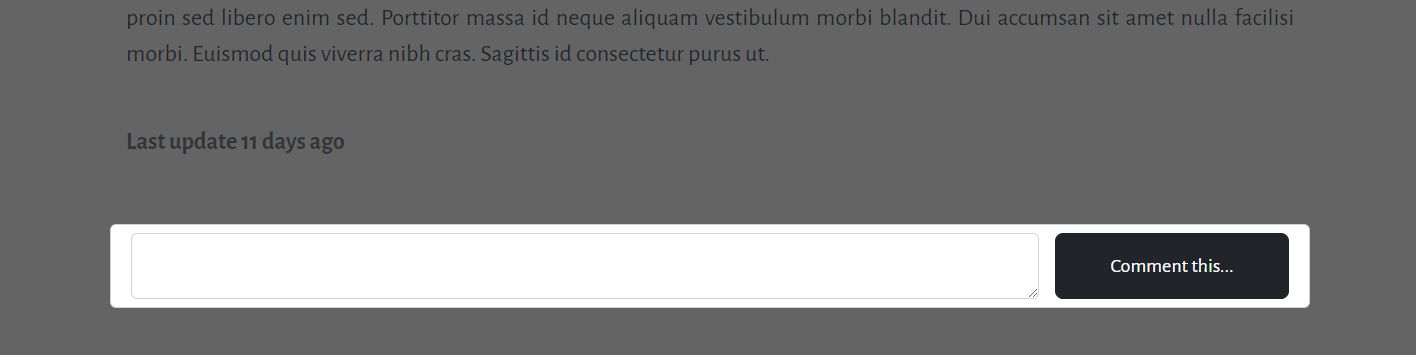 proin sed libero enim sed. Porttitor massa id neque aliquam vestibulum morbi blandit. Dui accumsan sit amet nulla facilisi
morbi. Euismod quis viverra nibh cras. Sagittis id consectetur purus ut.
Last update 11 days ago
Comment this...